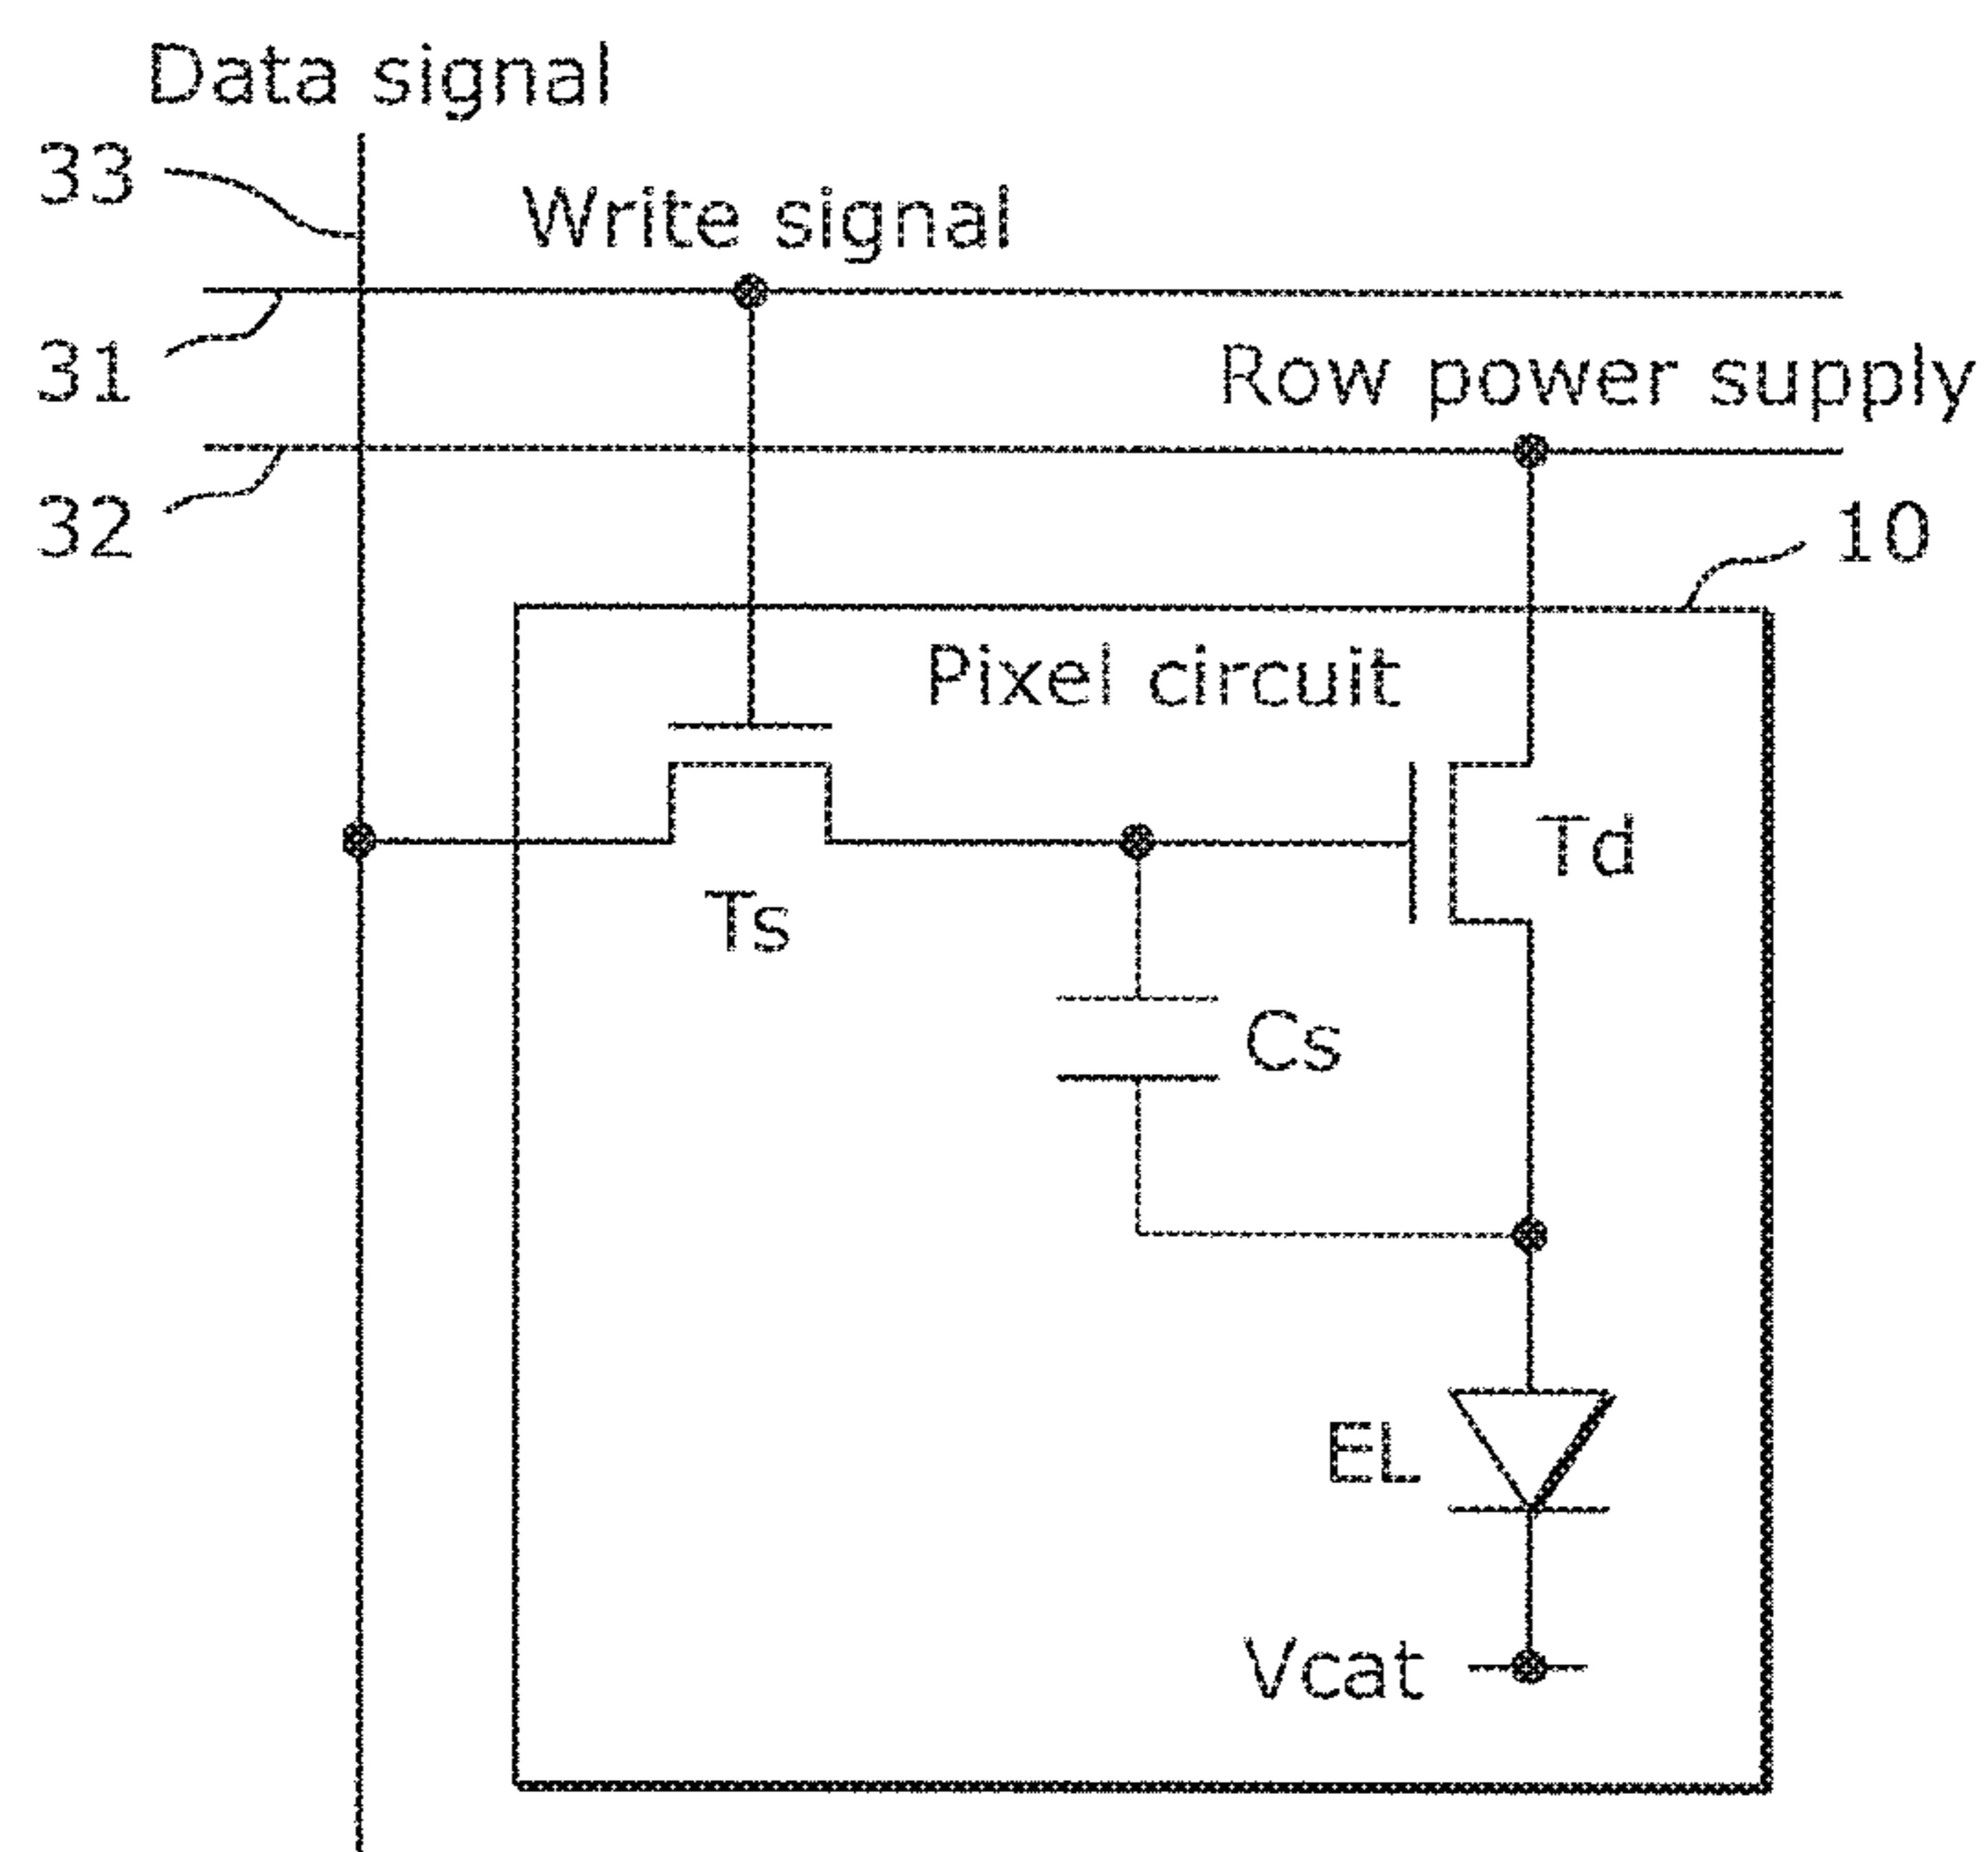 Data signal
33
Write signal
31
Row power supply
32
10
Pixel circuit
Td
Ts
Cs
EL
Vcat